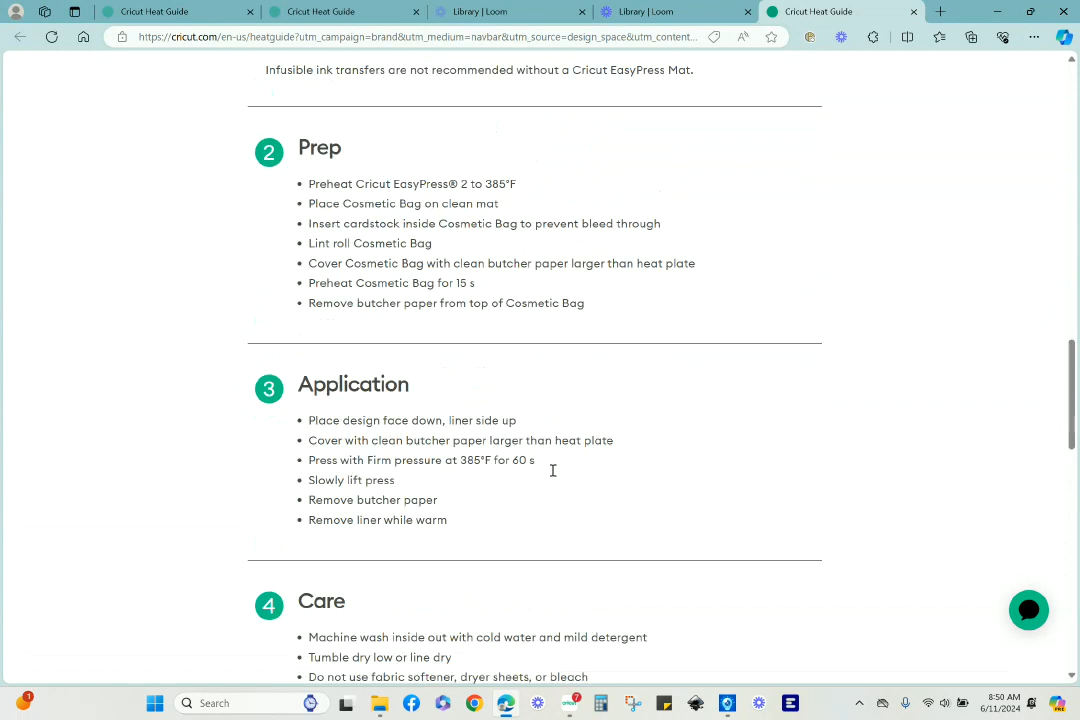 Cricut Heat Guide
Cricut Heat Guide
Library | Loom
Library | Loom
Cricut Heat Guide
https://cricut.com/en-us/heatguide?utm_campaign=brand&utm_medium=navbar&utm_source=design_space&utm_content...
Infusible ink transfers are not recommended without a Cricut EasyPress Mat.
2 Prep
• Preheat Cricut EasyPress® 2 to 385°F
• Place Cosmetic Bag on clean mat
• Insert cardstock inside Cosmetic Bag to prevent bleed through
• Lint roll Cosmetic Bag
• Cover Cosmetic Bag with clean butcher paper larger than heat plate
• Preheat Cosmetic Bag for 15 s
• Remove butcher paper from top of Cosmetic Bag
3 Application
• Place design face down, liner side up
• Cover with clean butcher paper larger than heat plate
• Press with Firm pressure at 385°F for 60 s
• Slowly lift press
• Remove butcher paper
• Remove liner while warm
4 Care
• Machine wash inside out with cold water and mild detergent
• Tumble dry low or line dry
• Do not use fabric softener, dryer sheets, or bleach
1
Search
cricut
7
8:50 AM
6/11/2024
PRE